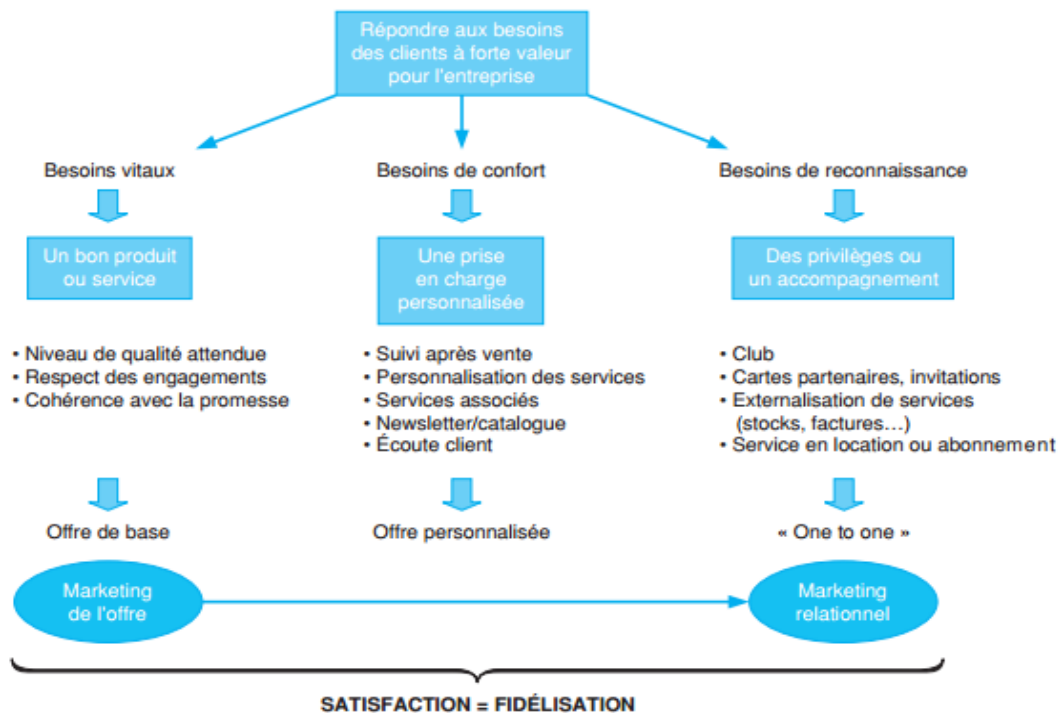 Répondre aux besoins
des clients à forte valeur
pour l'entreprise
Besoins vitaux
Besoins de confort
Besoins de reconnaissance
Un bon produit
ou service
Une prise
en charge
personnalisée
Des privilèges ou
un accompagnement
• Niveau de qualité attendue
• Respect des engagements
• Cohérence avec la promesse
• Suivi après vente
• Personnalisation des services
• Services associés
• Newsletter/catalogue
• Écoute client
• Club
• Cartes partenaires, invitations
• Externalisation de services
(stocks, factures…)
• Service en location ou abonnement
Offre de base
Offre personnalisée
« One to one »
Marketing
de l'offre
Marketing
relationnel
SATISFACTION = FIDÉLISATION